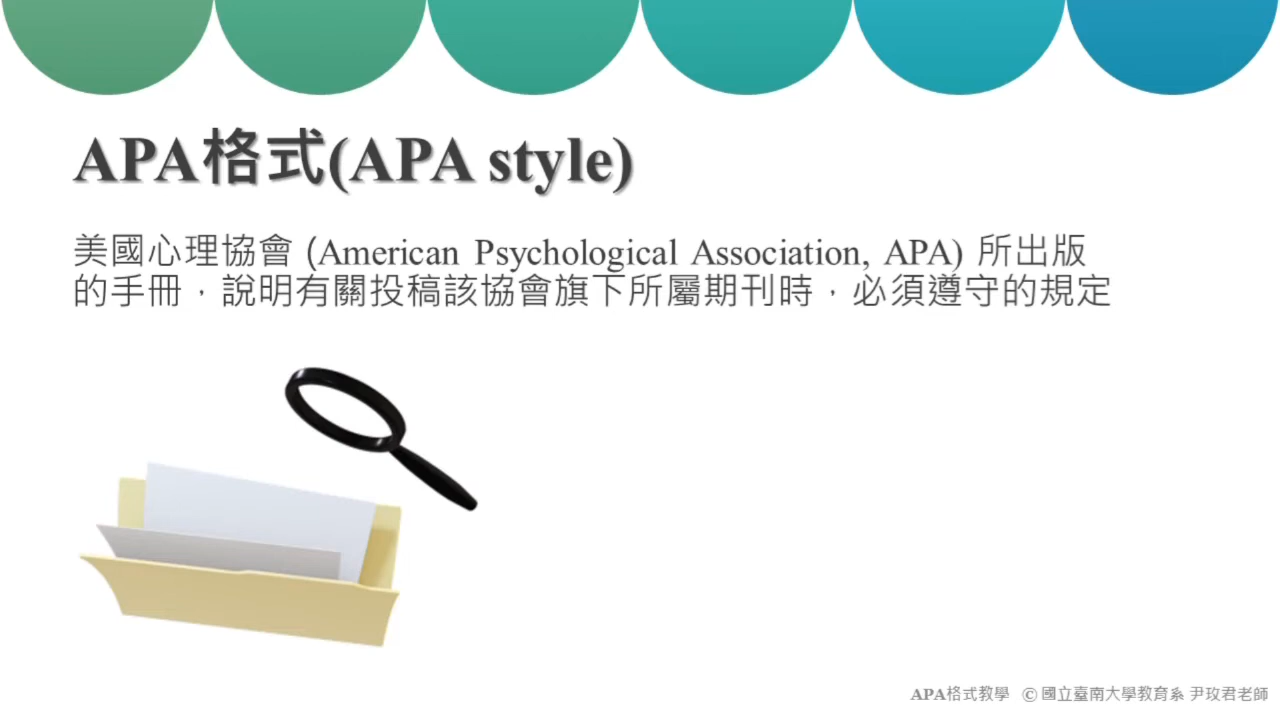 APA格式(APA style)
美國心理協會 (American Psychological Association, APA) 所出版
的手冊，說明有關投稿該協會旗下所屬期刊時，必須遵守的規定
APA格式教學 © 國立臺南大學教育系 尹玫君老師